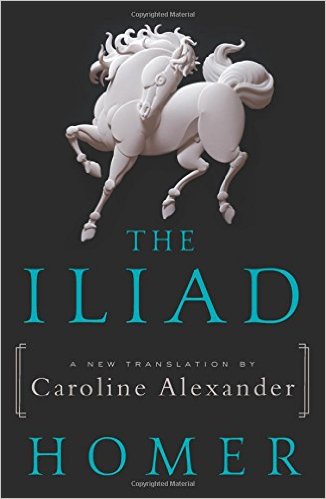 THE
ILIAD
A NEW TRANSLATION BY
Caroline Alexander
HOMER